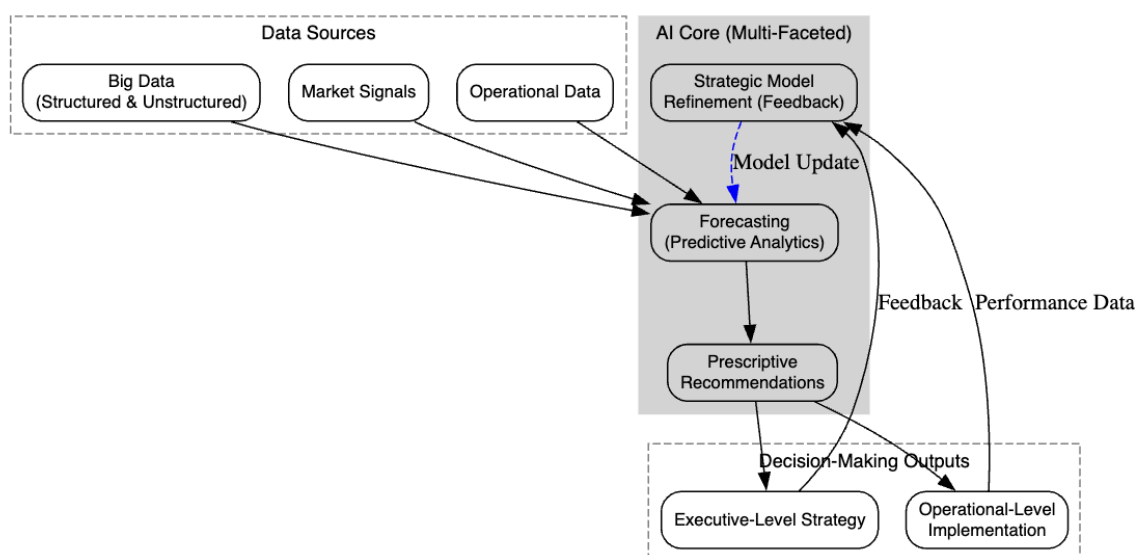 Data Sources
Big Data
(Structured & Unstructured)
Market Signals
Operational Data
AI Core (Multi-Faceted)
Strategic Model
Refinement (Feedback)
Model Update
Forecasting
(Predictive Analytics)
Feedback
Performance Data
Prescriptive
Recommendations
Decision-Making Outputs
Executive-Level Strategy
Operational-Level
Implementation